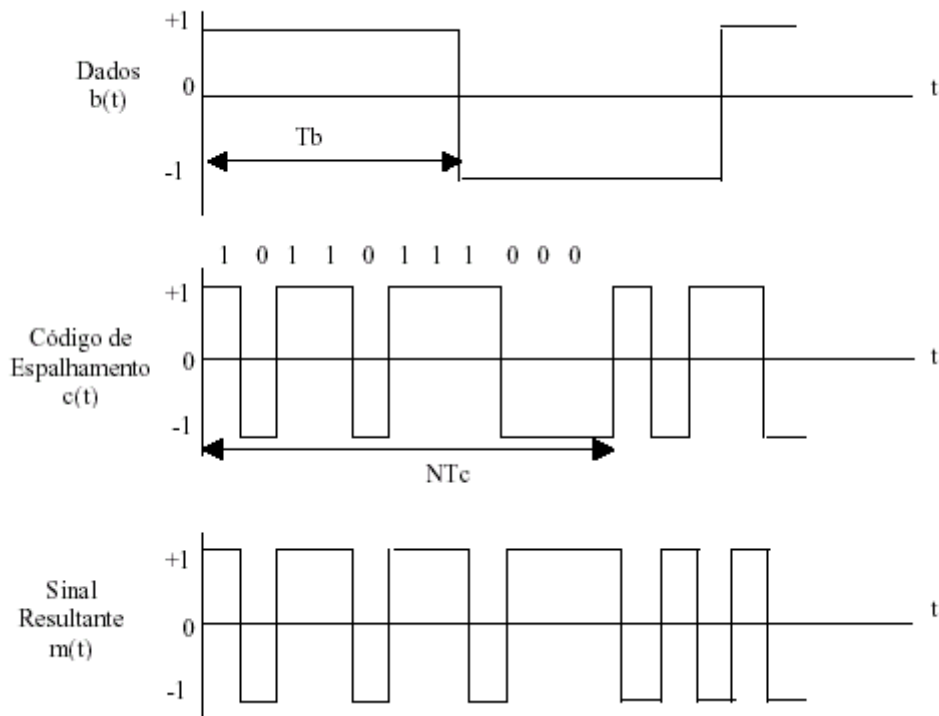 +1
Dados
b(t)
0
t
Tb
-1
1 0 1 1 0 1 1 1 0 0 0
+1
Código de
Espalhamento
c(t)
0
t
-1
NTc
+1
Sinal
Resultante
m(t)
0
t
-1